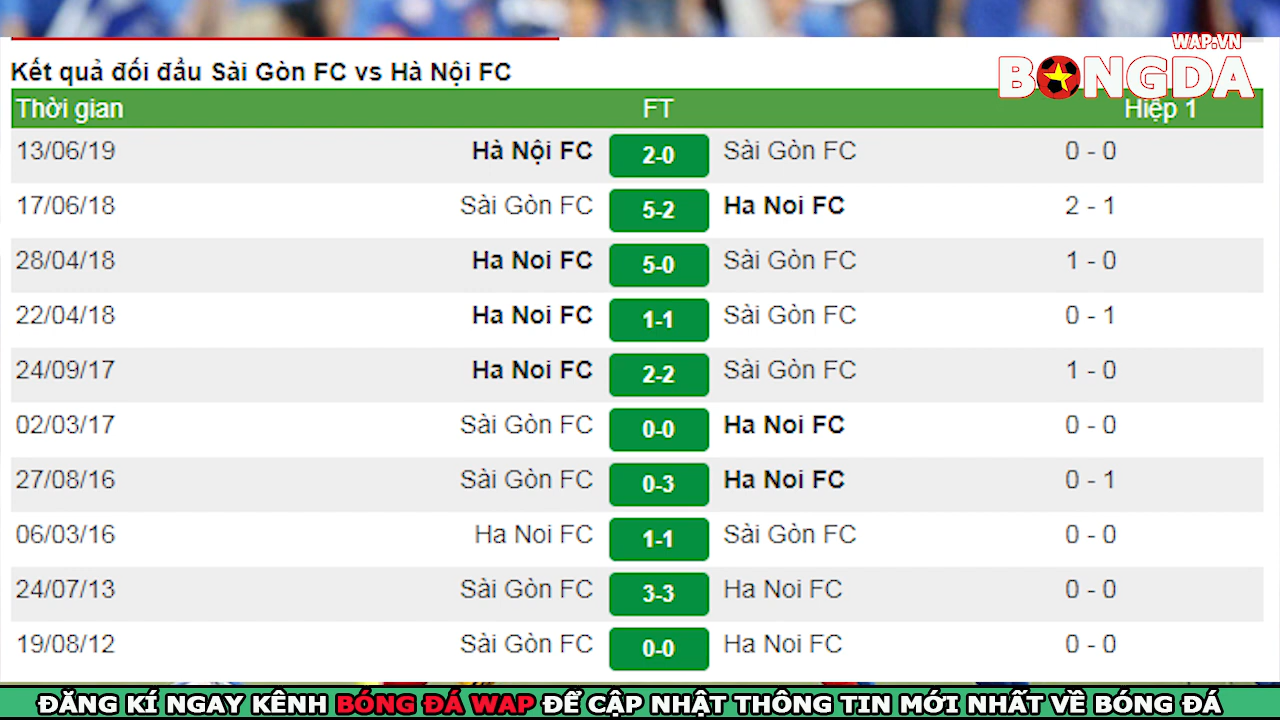 WAP.VN
BONGDA
Kết quả đối đầu Sài Gòn FC vs Hà Nội FC
Thời gian FT Hiệp 1
13/06/19 Hà Nội FC 2-0 Sài Gòn FC 0 - 0
17/06/18 Sài Gòn FC 5-2 Ha Noi FC 2 - 1
28/04/18 Ha Noi FC 5-0 Sài Gòn FC 1 - 0
22/04/18 Ha Noi FC 1-1 Sài Gòn FC 0 - 1
24/09/17 Ha Noi FC 2-2 Sài Gòn FC 1 - 0
02/03/17 Sài Gòn FC 0-0 Ha Noi FC 0 - 0
27/08/16 Sài Gòn FC 0-3 Ha Noi FC 0 - 1
06/03/16 Ha Noi FC 1-1 Sài Gòn FC 0 - 0
24/07/13 Sài Gòn FC 3-3 Ha Noi FC 0 - 0
19/08/12 Sài Gòn FC 0-0 Ha Noi FC 0 - 0
ĐĂNG KÍ NGAY KÊNH BÓNG ĐÁ WAP ĐỂ CẬP NHẬT THÔNG TIN MỚI NHẤT VỀ BÓNG ĐÁ